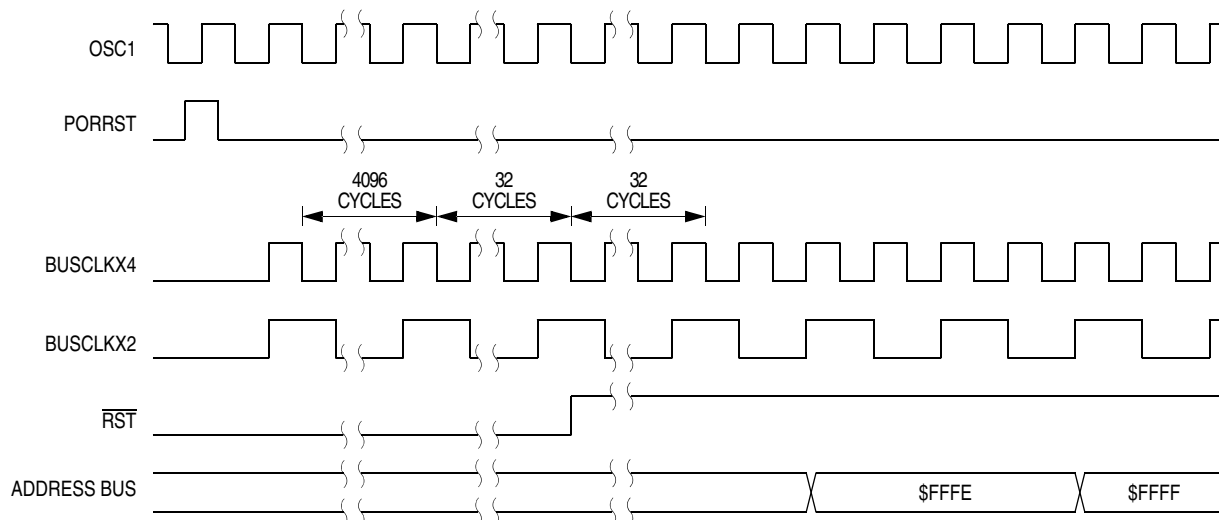 OSC1
PORRST
4096
CYCLES
32
CYCLES
32
CYCLES
BUSCLKX4
BUSCLKX2
RST
ADDRESS BUS
$FFFE
$FFFF